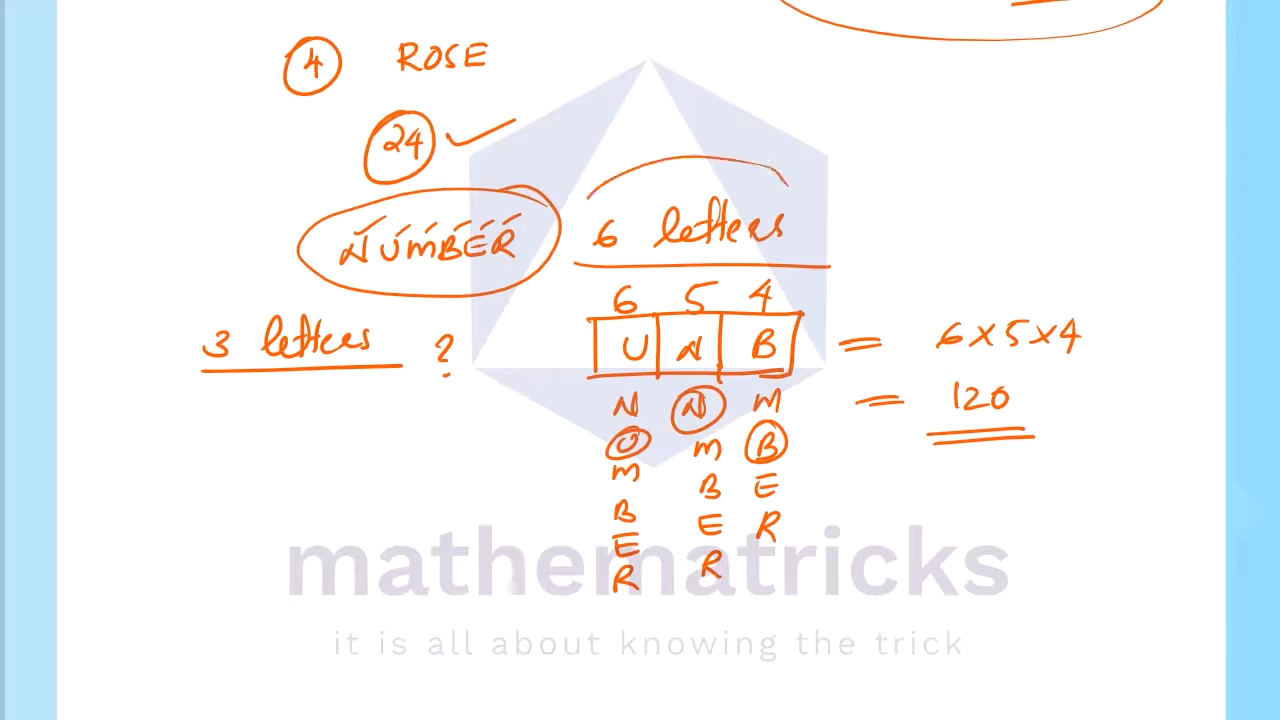 4 ROSE
24
NUMBER 6 letters
6 5 4
3 letters ? U N B = 6 x 5 x 4
N N M = 120
U M B
M B E
B E R
E R
R
mathematricks
it is all about knowing the trick